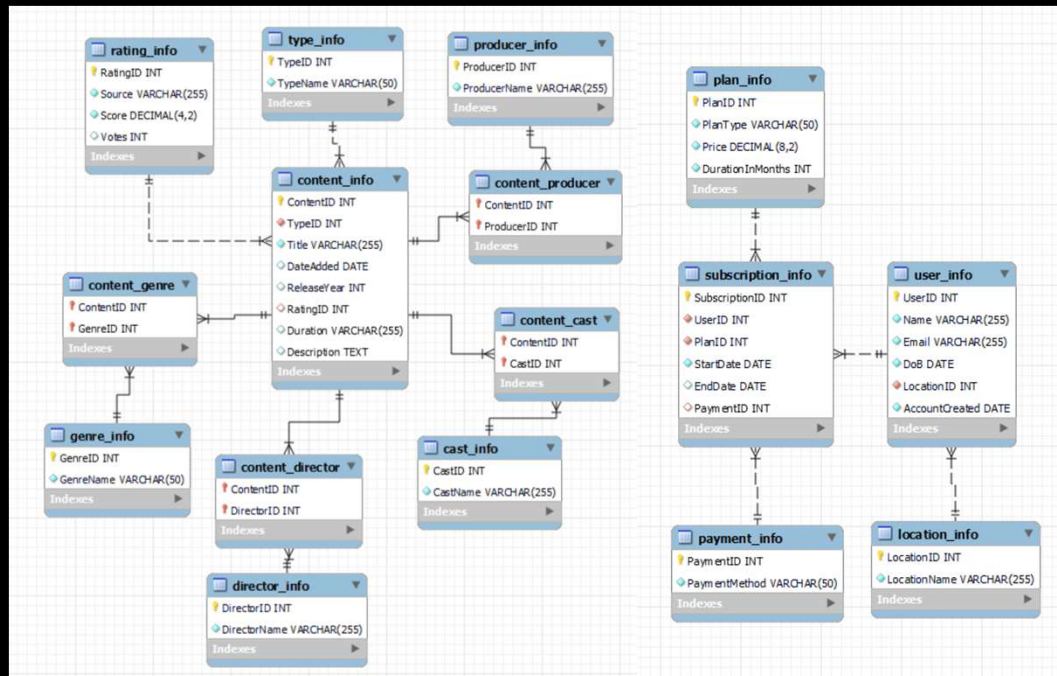 rating_info
RatingID INT
Source VARCHAR(255)
Score DECIMAL(4,2)
Votes INT
Indexes
type_info
TypeID INT
TypeName VARCHAR(50)
Indexes
producer_info
ProducerID INT
ProducerName VARCHAR(255)
Indexes
content_info
ContentID INT
TypeID INT
Title VARCHAR(255)
DateAdded DATE
ReleaseYear INT
RatingID INT
Duration VARCHAR(255)
Description TEXT
Indexes
content_producer
ContentID INT
ProducerID INT
Indexes
content_genre
ContentID INT
GenreID INT
Indexes
content_cast
ContentID INT
CastID INT
Indexes
genre_info
GenreID INT
GenreName VARCHAR(50)
Indexes
content_director
ContentID INT
DirectorID INT
Indexes
cast_info
CastID INT
CastName VARCHAR(255)
Indexes
director_info
DirectorID INT
DirectorName VARCHAR(255)
Indexes
plan_info
PlanID INT
PlanType VARCHAR(50)
Price DECIMAL(8,2)
DurationInMonths INT
Indexes
subscription_info
SubscriptionID INT
UserID INT
PlanID INT
StartDate DATE
EndDate DATE
PaymentID INT
Indexes
user_info
UserID INT
Name VARCHAR(255)
Email VARCHAR(255)
DoB DATE
LocationID INT
AccountCreated DATE
Indexes
payment_info
PaymentID INT
PaymentMethod VARCHAR(50)
Indexes
location_info
LocationID INT
LocationName VARCHAR(255)
Indexes